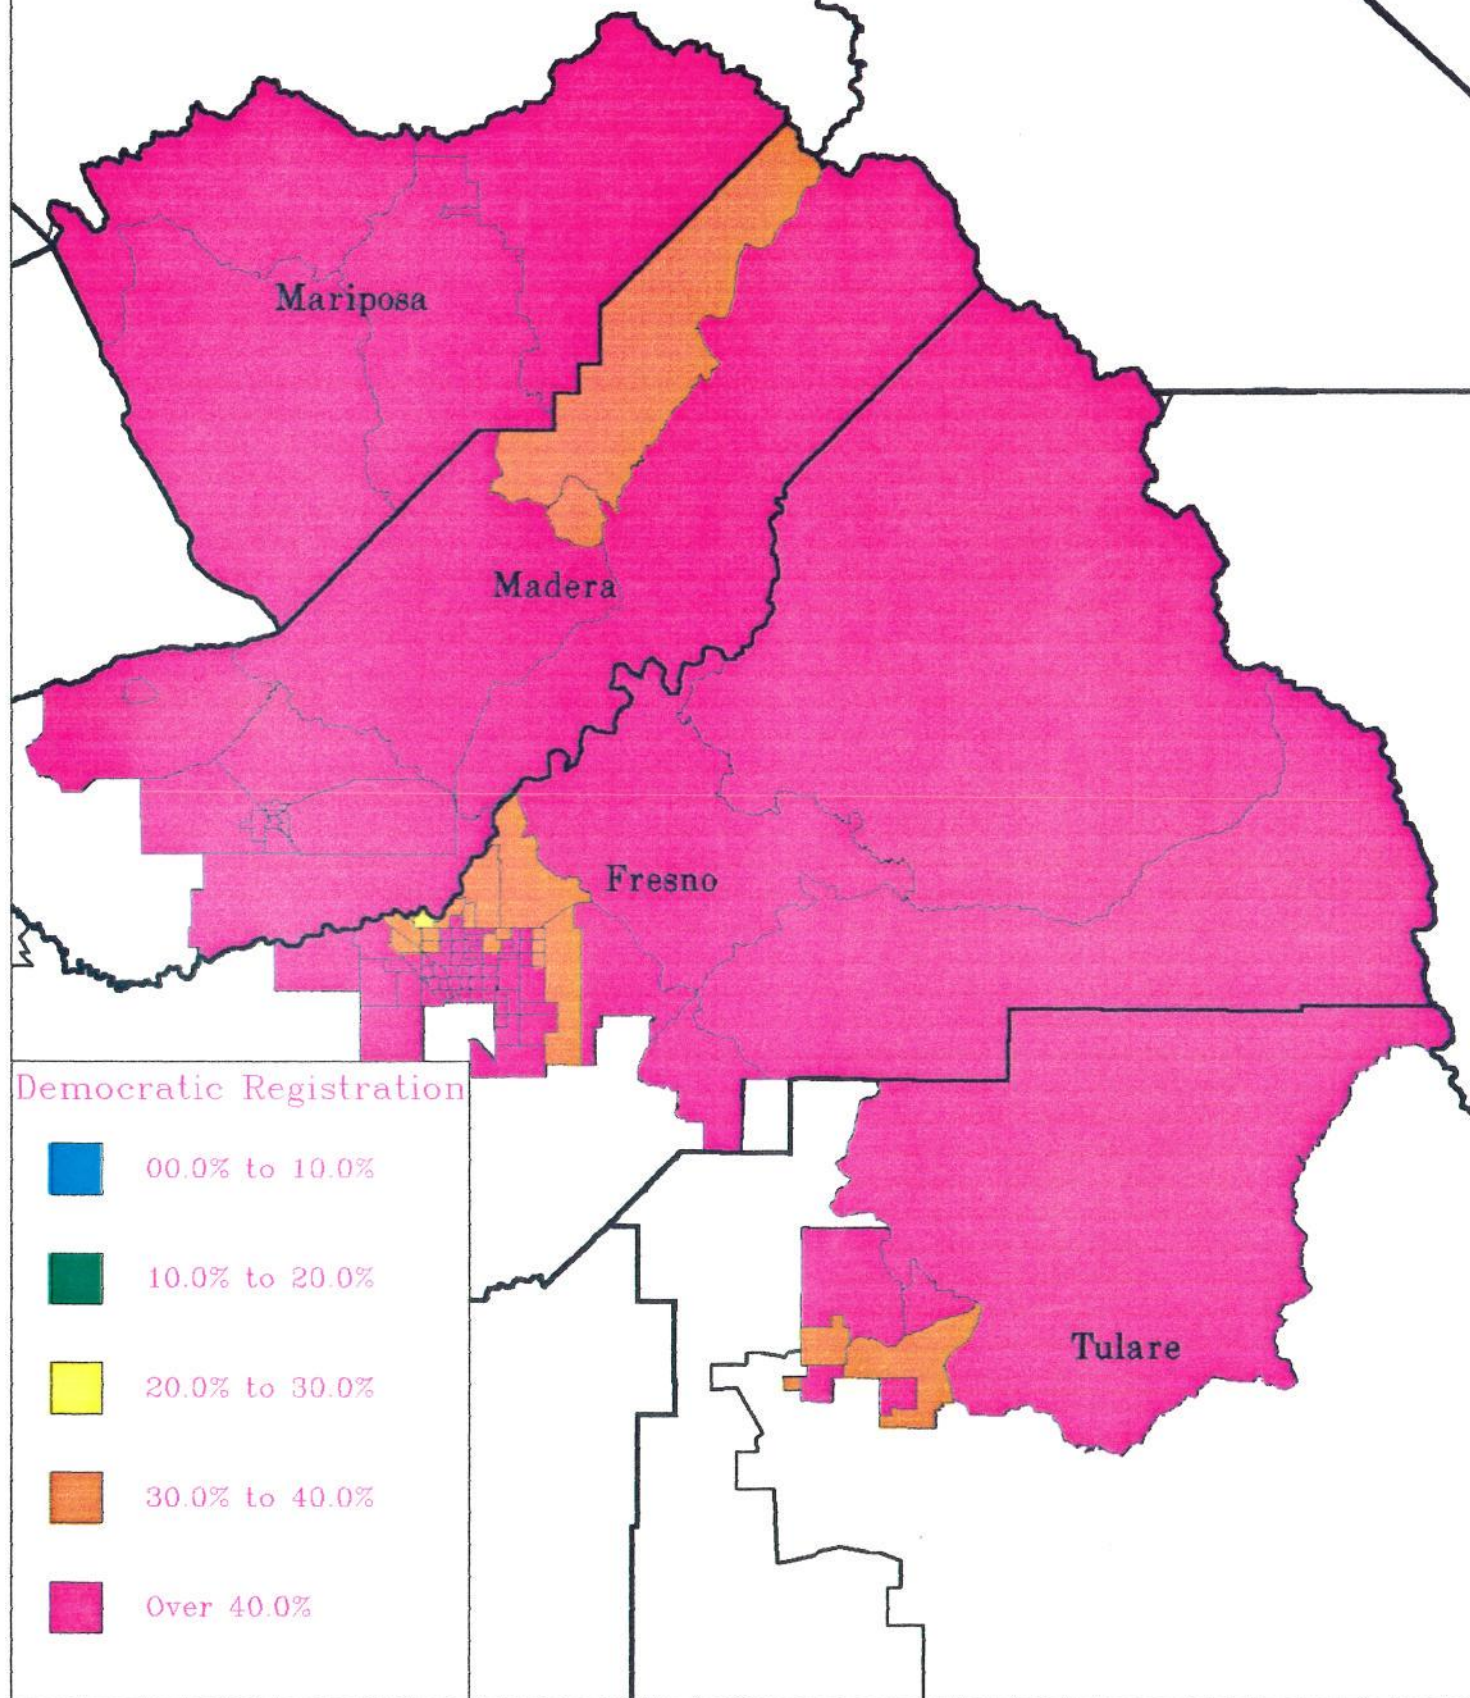 Mariposa
Madera
Fresno
Tulare
Democratic Registration
00.0% to 10.0%
10.0% to 20.0%
20.0% to 30.0%
30.0% to 40.0%
Over 40.0%